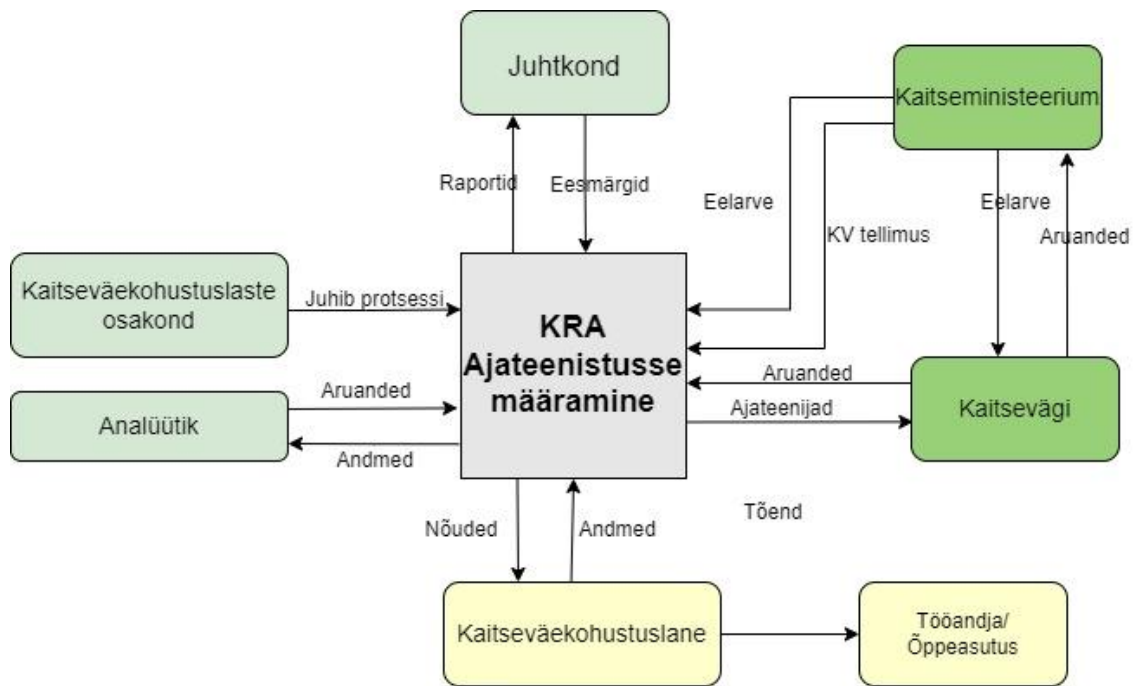 Juhtkond
Kaitseministeerium
Raportid
Eesmärgid
Eelarve
KV tellimus
Eelarve
Aruanded
Kaitseväekohustuslaste
osakond
Juhib protsessi
KRA
Ajateenistusse
määramine
Aruanded
Ajateenijad
Kaitsevägi
Analüütik
Aruanded
Andmed
Nõuded
Andmed
Tõend
Kaitseväekohustuslane
Tööandja/
Õppeasutus